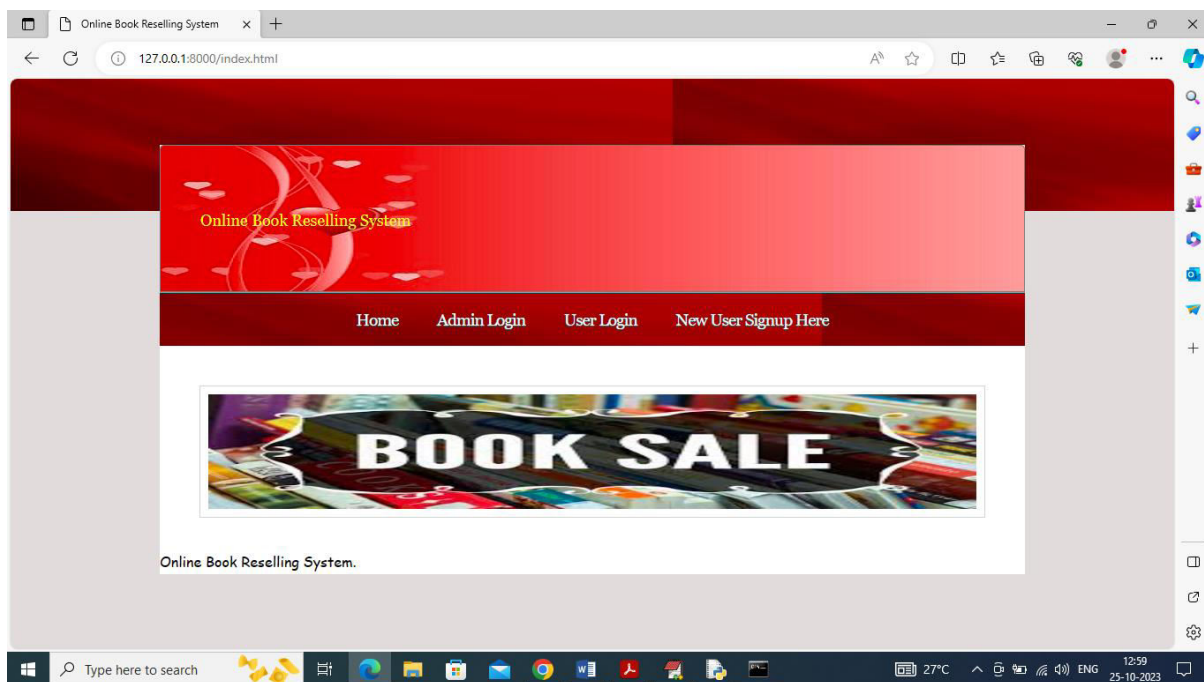 Online Book Reselling System
127.0.0.1:8000/index.html
Online Book Reselling System
Home Admin Login User Login New User Signup Here
BOOK SALE
Online Book Reselling System.
Type here to search
27°C
ENG
12:59
25-10-2023